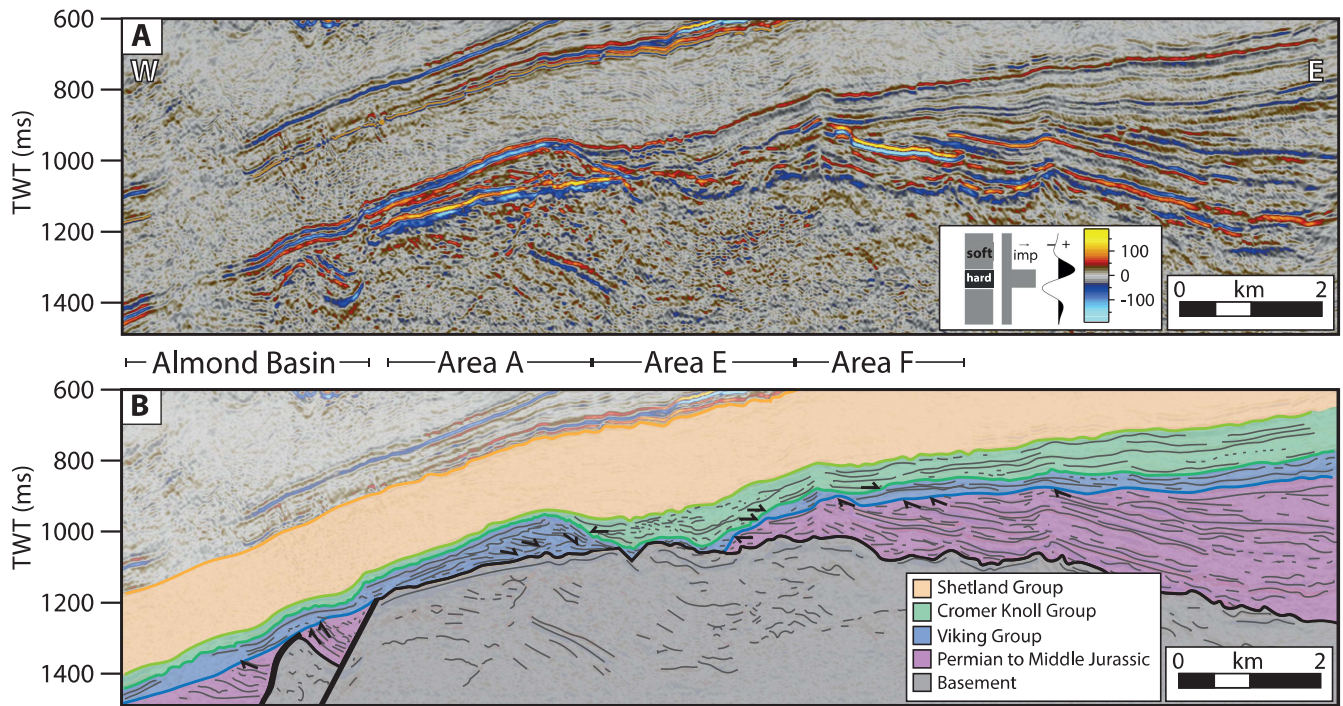 A
W
E
TWT (ms)
600
800
1000
1200
1400
soft
hard
imp
- +
100
0
-100
km
0 2
Almond Basin Area A Area E Area F
B
TWT (ms)
600
800
1000
1200
1400
Shetland Group
Cromer Knoll Group
Viking Group
Permian to Middle Jurassic
Basement
0 km 2